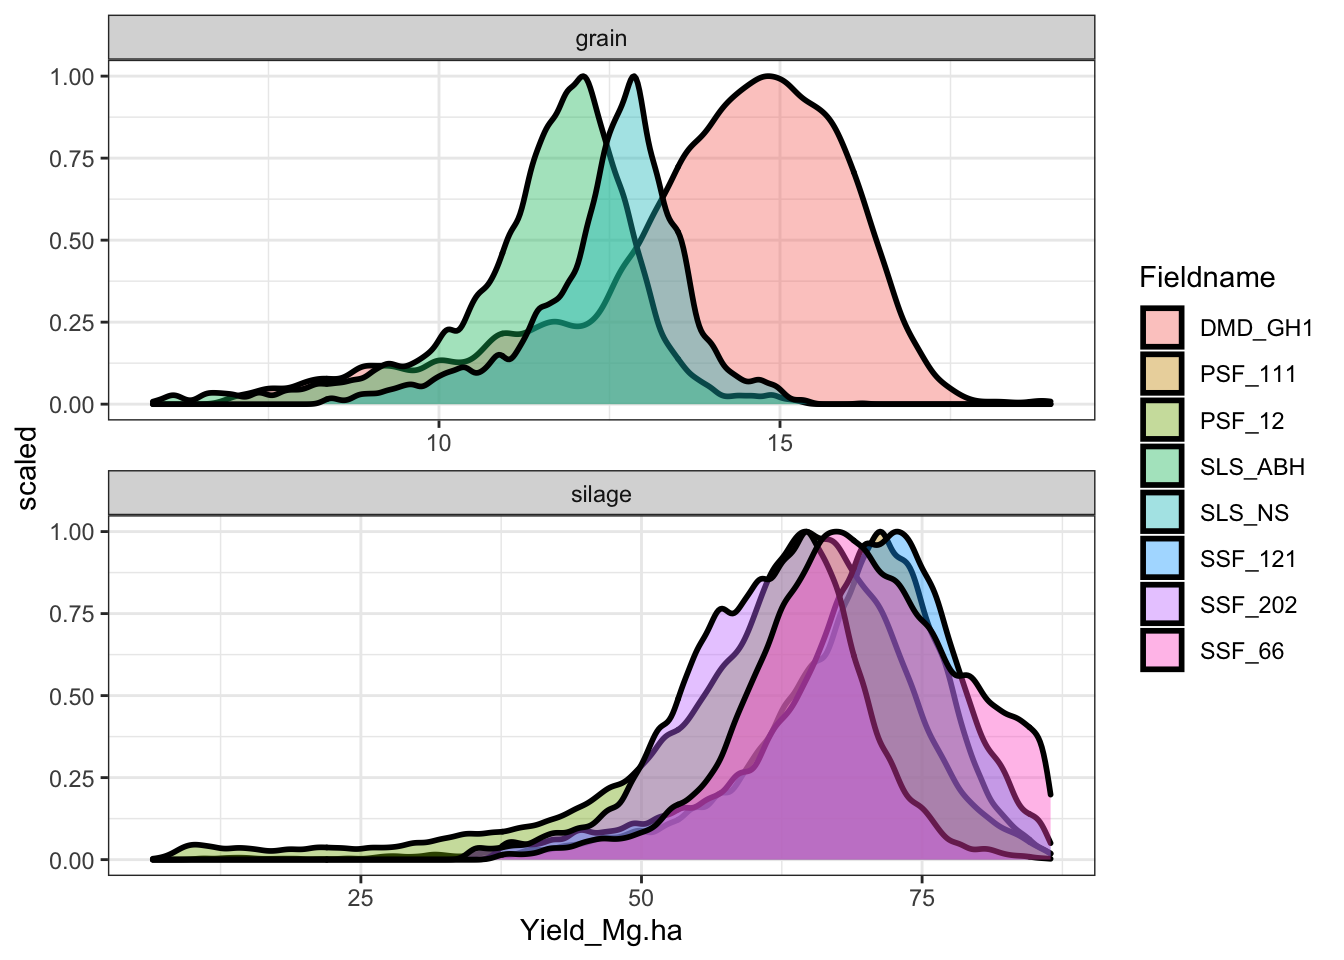 grain
1.00
0.75
0.50
0.25
0.00
10 15
silage
1.00
0.75
0.50
0.25
0.00
25 50 75
Yield_Mg.ha
scaled
Fieldname
DMD_GH1
PSF_111
PSF_12
SLS_ABH
SLS_NS
SSF_121
SSF_202
SSF_66